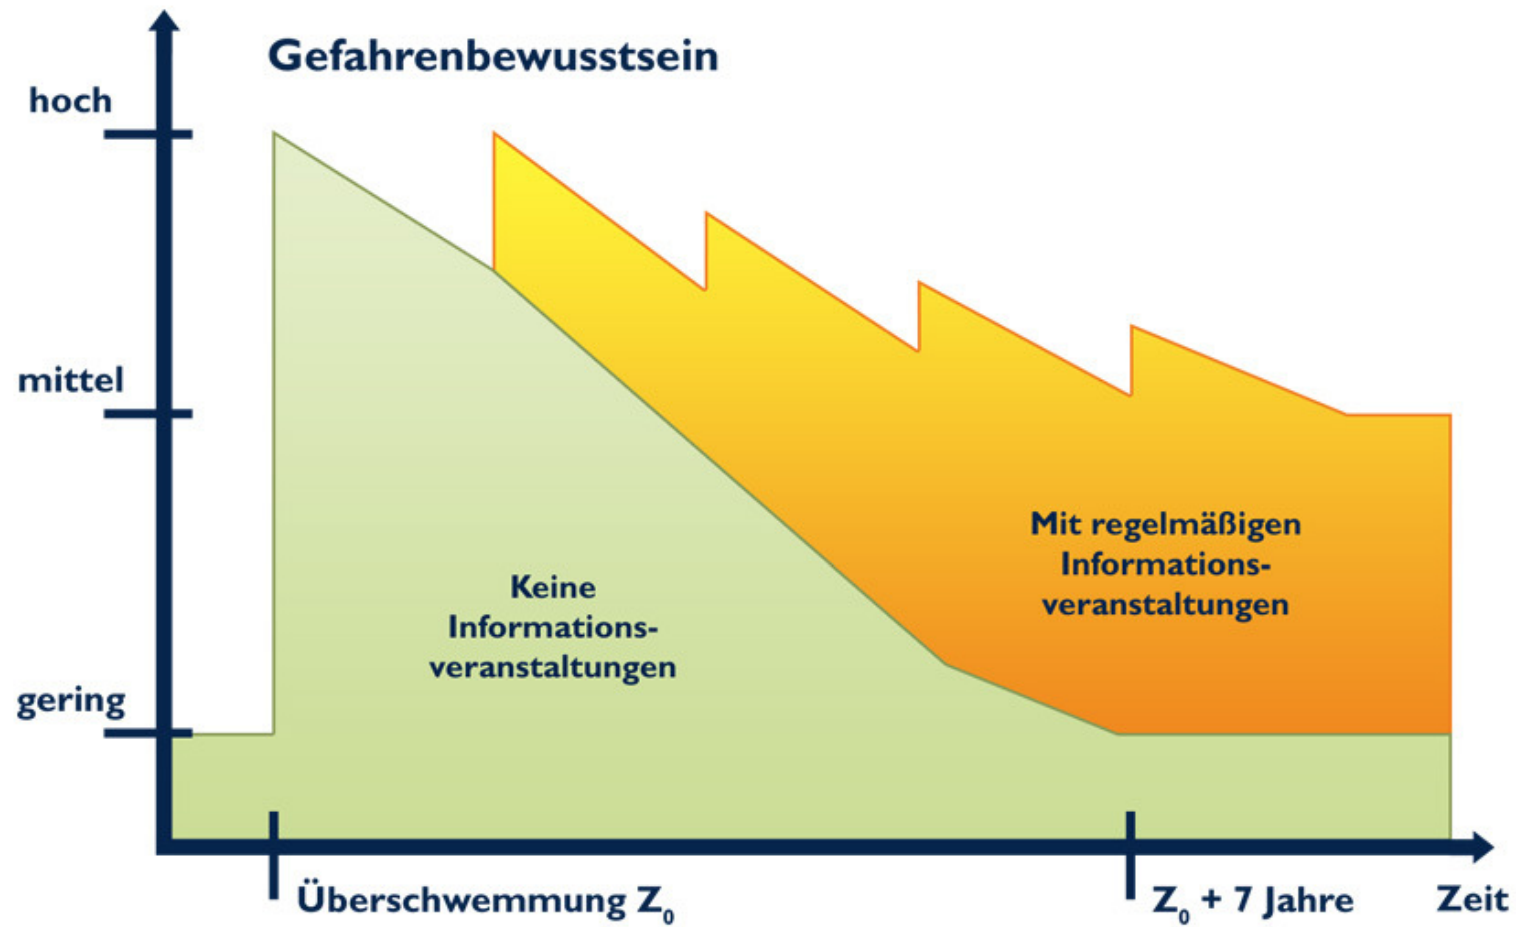 Gefahrenbewusstsein
hoch
mittel
gering
Keine
Informations-
veranstaltungen
Mit regelmäßigen
Informations-
veranstaltungen
Überschwemmung Z₀
Z₀ + 7 Jahre
Zeit